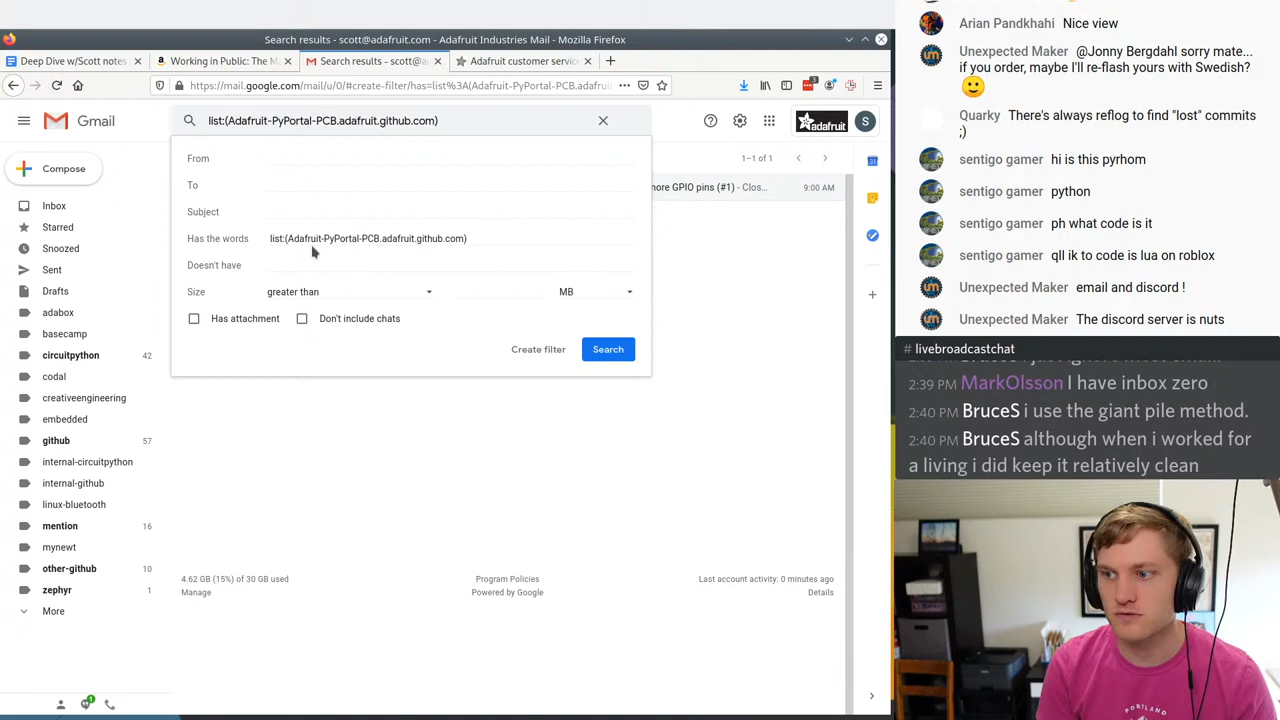 Search results - scott@adafruit.com - Adafruit Industries Mail - Mozilla Firefox
Deep Dive w/Scott notes
Working in Public: The M
Search results - scott@a
Adafruit customer service
https://mail.google.com/mail/u/0/#create-filter/has=list%3A(Adafruit-PyPortal-PCB.adafru
3
Gmail
list:(Adafruit-PyPortal-PCB.adafruit.github.com)
adafruit
S
Compose
From
To
Subject
Has the words list:(Adafruit-PyPortal-PCB.adafruit.github.com)
Doesn't have
Size greater than MB
Has attachment Don't include chats
Create filter Search
1–1 of 1
nore GPIO pins (#1) - Clos... 9:00 AM
Inbox
Starred
Snoozed
Sent
Drafts
adabox
basecamp
circuitpython 42
codal
creativeengineering
embedded
github 57
internal-circuitpython
internal-github
linux-bluetooth
mention 16
mynewt
other-github 10
zephyr 1
More
1
4.62 GB (15%) of 30 GB used
Manage
Program Policies
Powered by Google
Last account activity: 0 minutes ago
Details
Arian Pandkhahi Nice view
Unexpected Maker @Jonny Bergdahl sorry mate...
if you order, maybe I'll re-flash yours with Swedish?
Quarky There's always reflog to find "lost" commits
;)
sentigo gamer hi is this pyrhom
sentigo gamer python
sentigo gamer ph what code is it
sentigo gamer qll ik to code is lua on roblox
Unexpected Maker email and discord !
Unexpected Maker The discord server is nuts
# livebroadcastchat
2:39 PM MarkOlsson I have inbox zero
2:40 PM BruceS i use the giant pile method.
2:40 PM BruceS although when i worked for
a living i did keep it relatively clean
PORTLAND